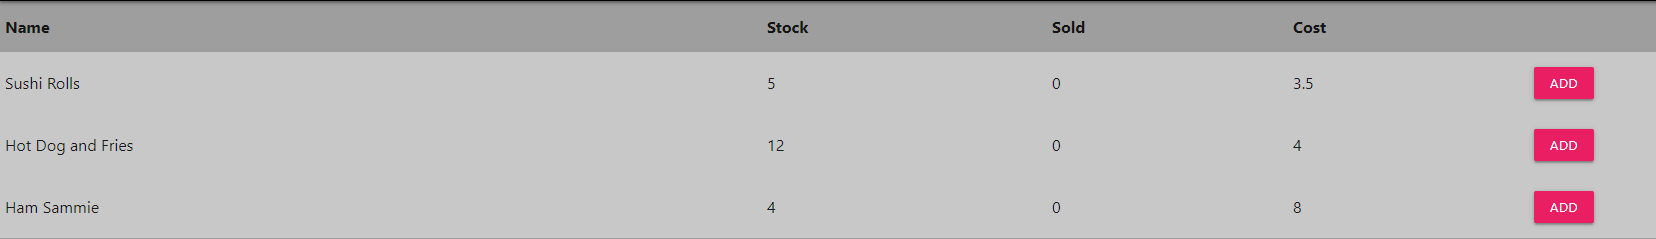 Name Stock Sold Cost
Sushi Rolls 5 0 3.5 ADD
Hot Dog and Fries 12 0 4 ADD
Ham Sammie 4 0 8 ADD